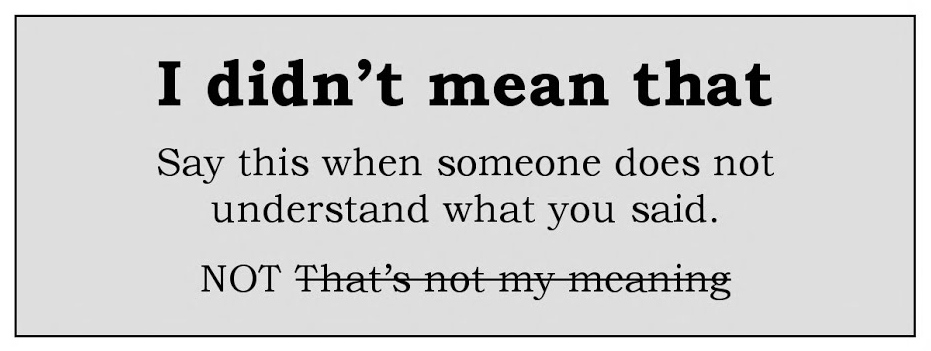 I didn’t mean that
Say this when someone does not
understand what you said.
NOT That’s not my meaning